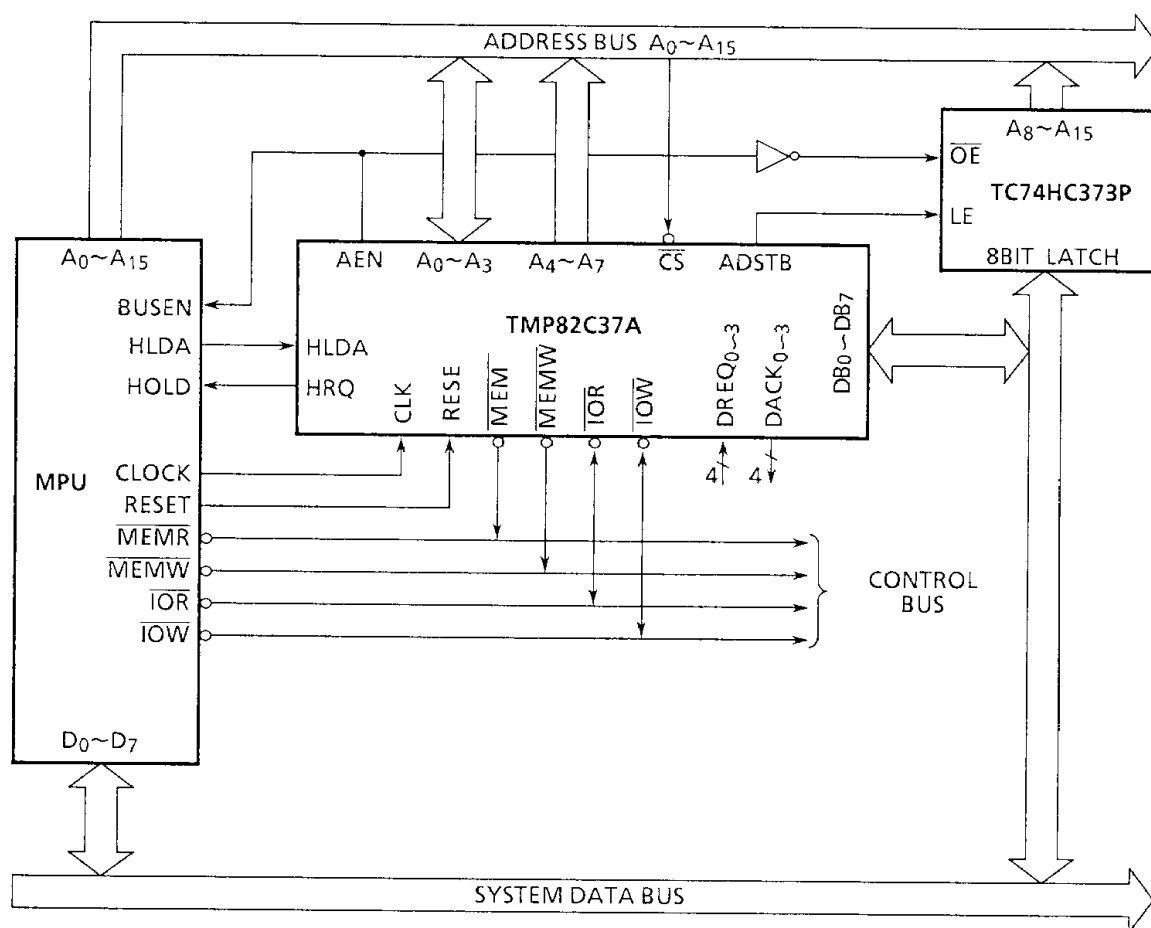 ADDRESS BUS A0~A15
A8~A15
OE
TC74HC373P
LE
8BIT LATCH
A0~A15
AEN
A0~A3
A4~A7
CS
ADSTB
BUSEN
TMP82C37A
HLDA
HLDA
HOLD
HRQ
CLK
RESE
MEM
MEMW
IOR
IOW
DREQ0~3
DACK0~3
DB0~DB7
4
4
MPU
CLOCK
RESET
MEMR
MEMW
IOR
IOW
CONTROL
BUS
D0~D7
SYSTEM DATA BUS